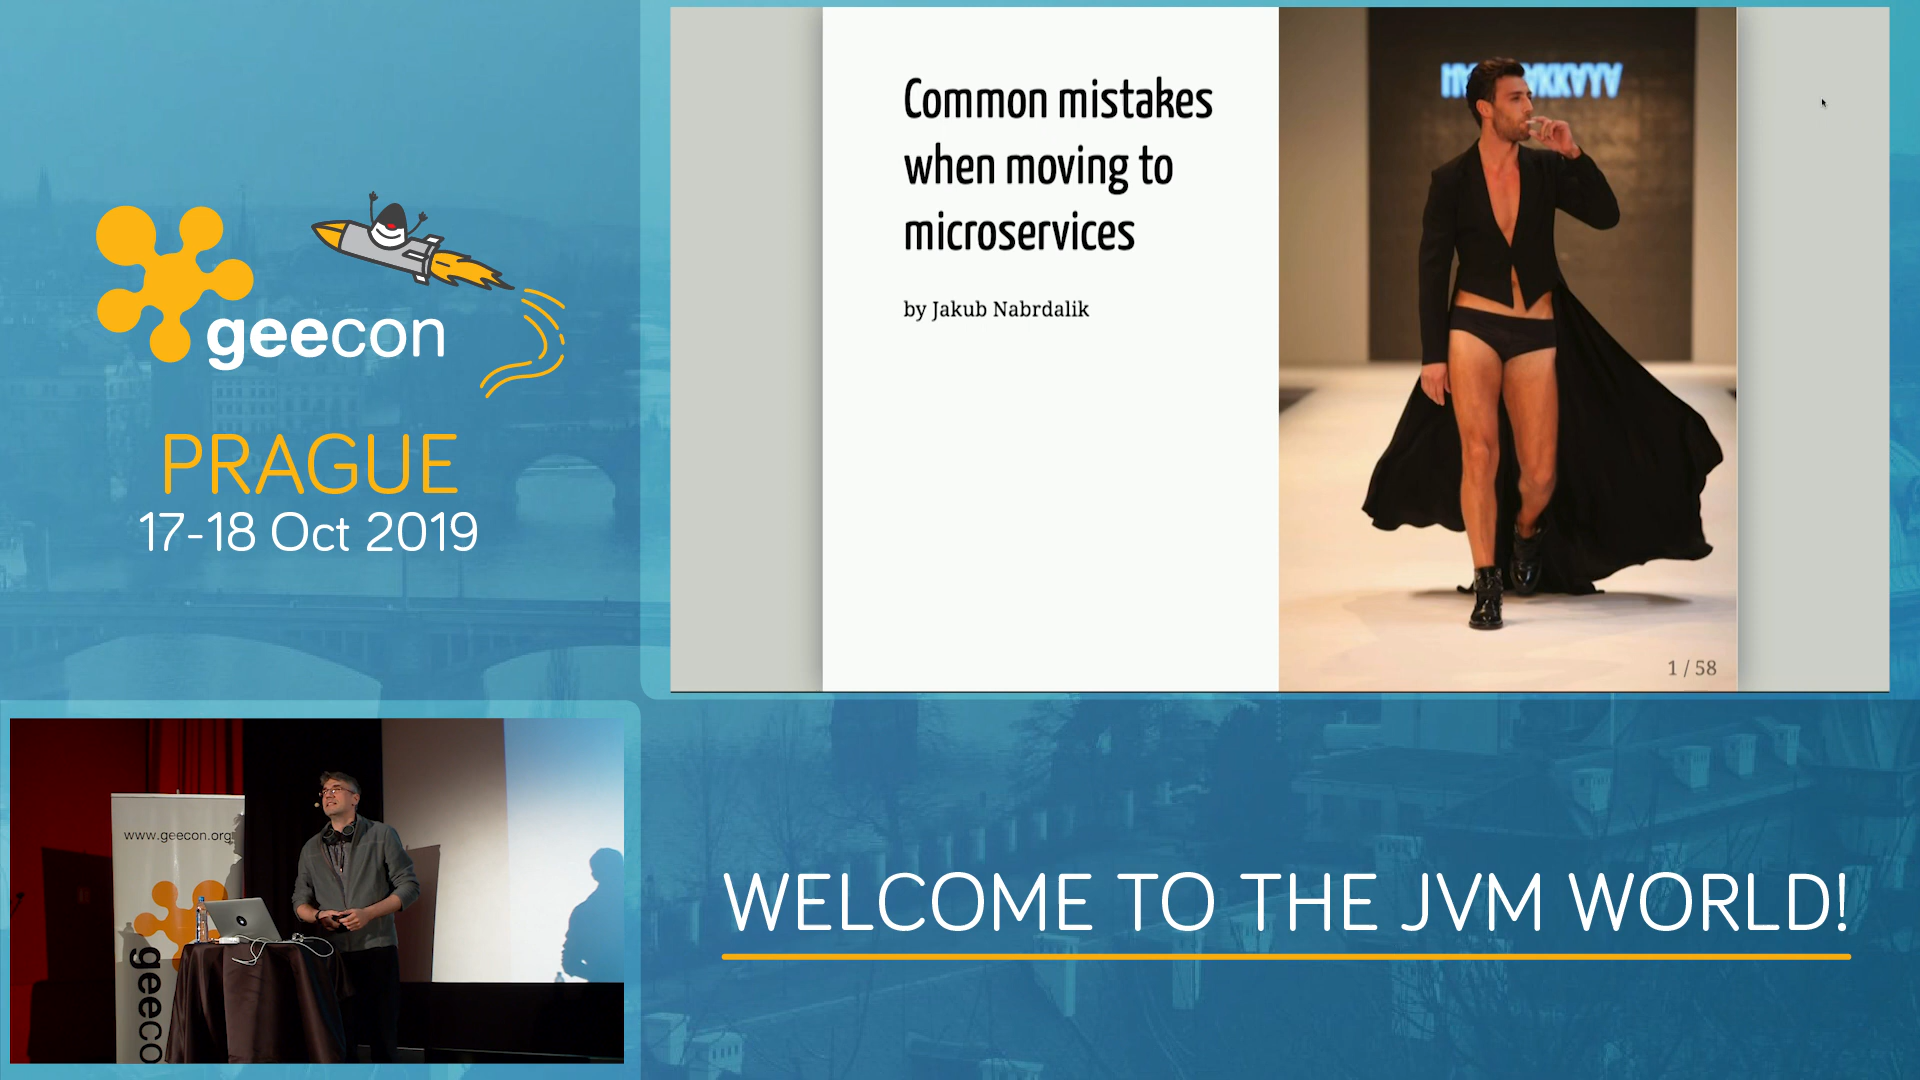 geecon
PRAGUE
17-18 Oct 2019
Common mistakes
when moving to
microservices
by Jakub Nabrdalik
1 / 58
www.geecon.org
geeco
WELCOME TO THE JVM WORLD!